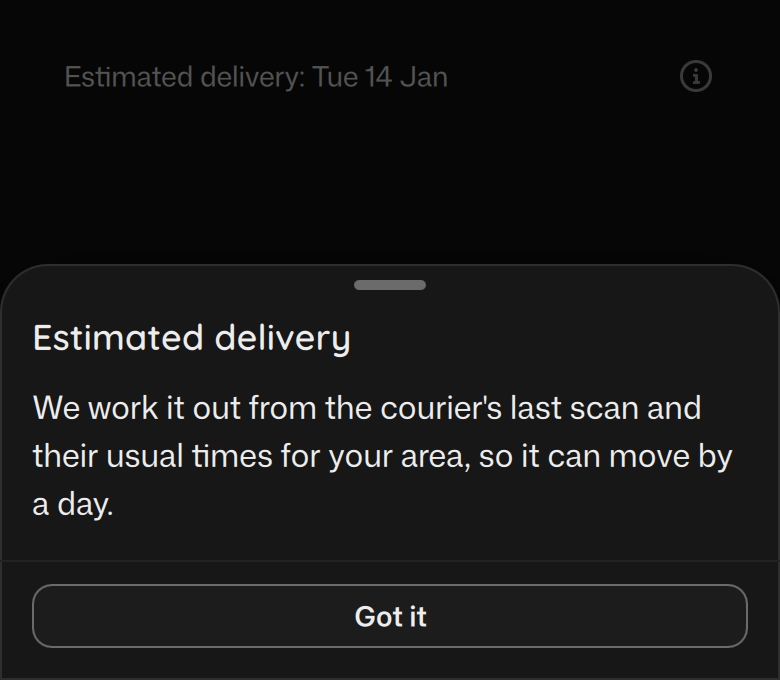 Estimated delivery: Tue 14 Jan
Estimated delivery
We work it out from the courier's last scan and
their usual times for your area, so it can move by
a day.
Got it